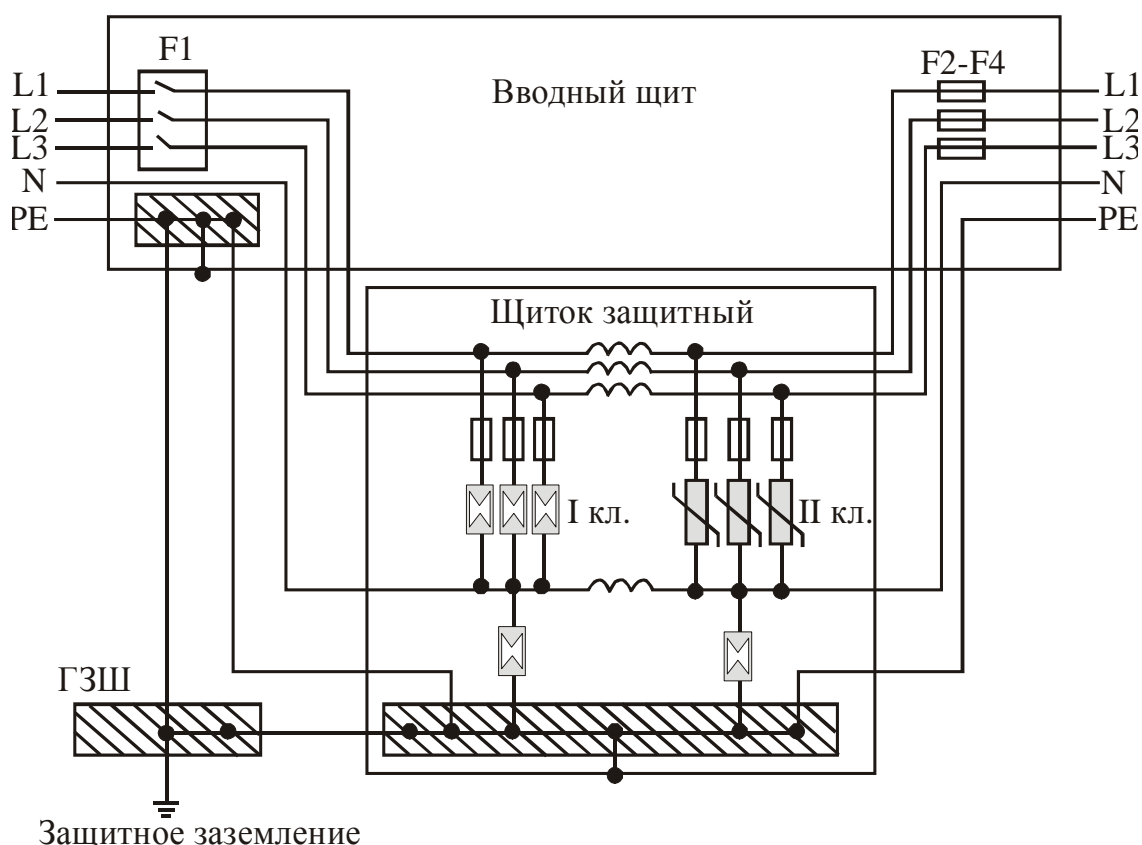 F1
F2-F4
Вводный щит
L1
L2
L3
N
PE
L1
L2
L3
N
PE
Щиток защитный
I кл.
II кл.
ГЗШ
Защитное заземление